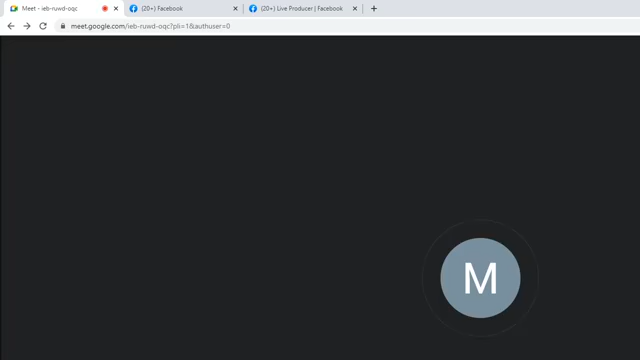 Meet - ieb-ruwd-oqc
(20+) Facebook
(20+) Live Producer | Facebook
meet.google.com/ieb-ruwd-oqc?pli=1&authuser=0
M